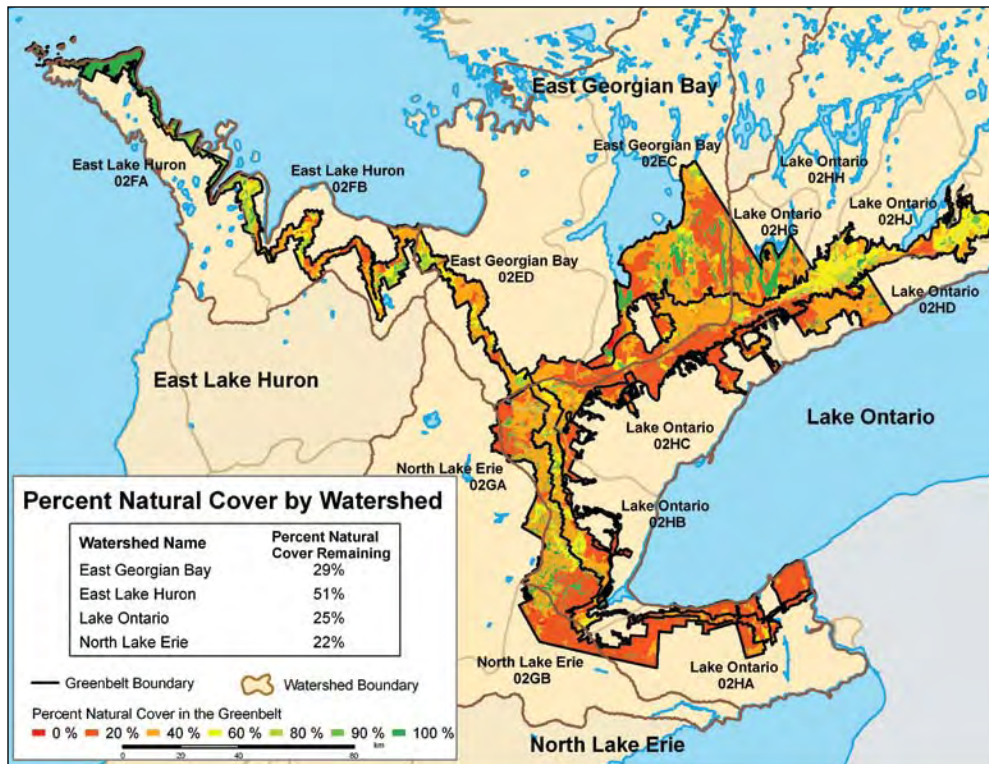 East Georgian Bay
East Georgian Bay
02EC
Lake Ontario
02HH
East Lake Huron
02FA
East Lake Huron
02FB
Lake Ontario
02HJ
Lake Ontario
02HG
East Georgian Bay
02ED
Lake Ontario
02HD
East Lake Huron
Lake Ontario
Lake Ontario
02HC
North Lake Erie
02GA
Lake Ontario
02HB
North Lake Erie
02GB
Lake Ontario
02HA
North Lake Erie
Percent Natural Cover by Watershed
Watershed Name Percent Natural
Cover Remaining
East Georgian Bay 29%
East Lake Huron 51%
Lake Ontario 25%
North Lake Erie 22%
Greenbelt Boundary Watershed Boundary
Percent Natural Cover in the Greenbelt
0 % 20 % 40 % 60 % 80 % 90 % 100 %
km
0 20 40 80